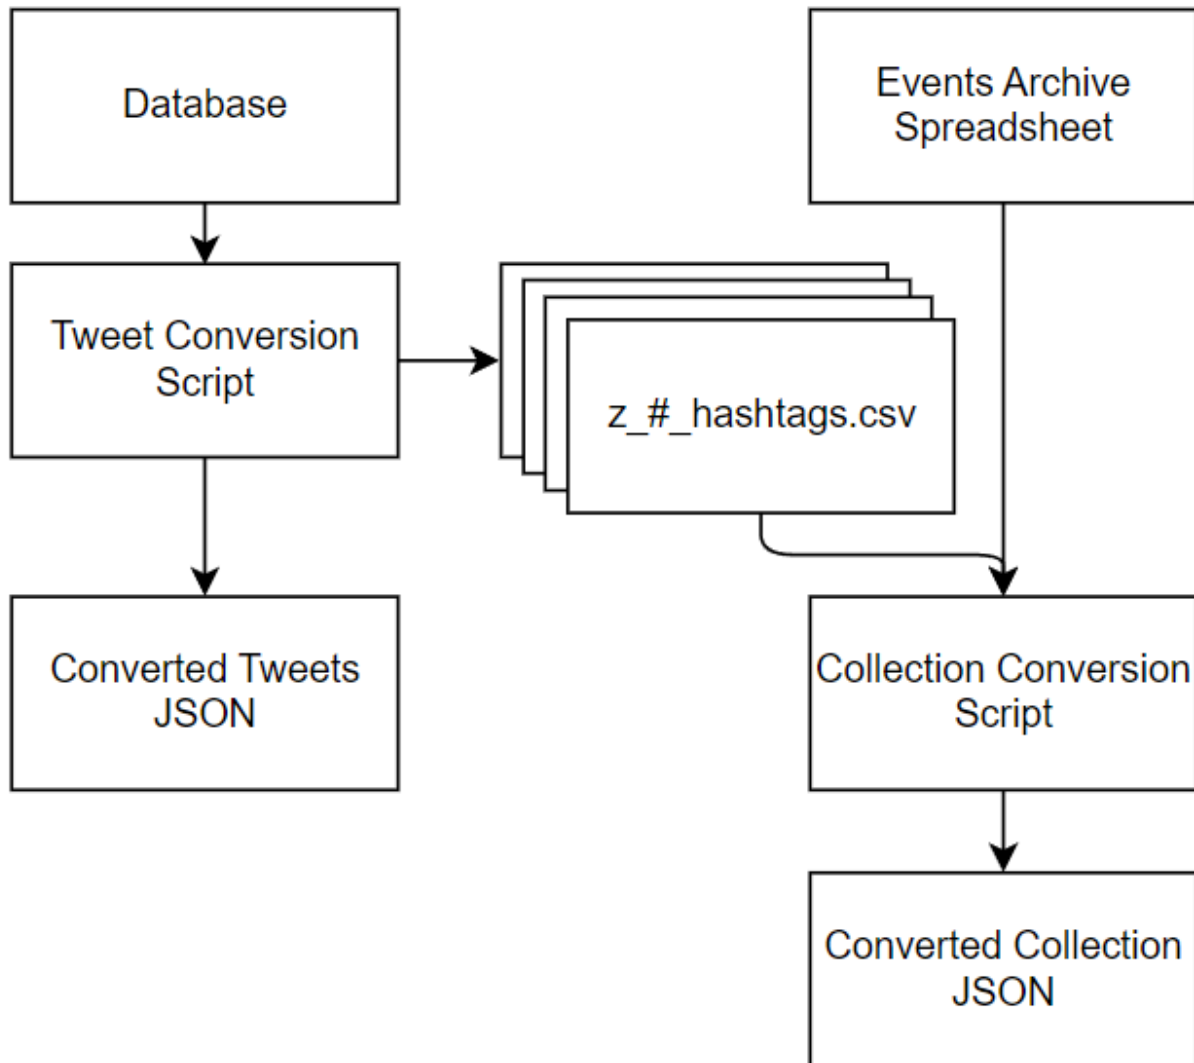 Database
Events Archive
Spreadsheet
Tweet Conversion
Script
z_#_hashtags.csv
Converted Tweets
JSON
Collection Conversion
Script
Converted Collection
JSON